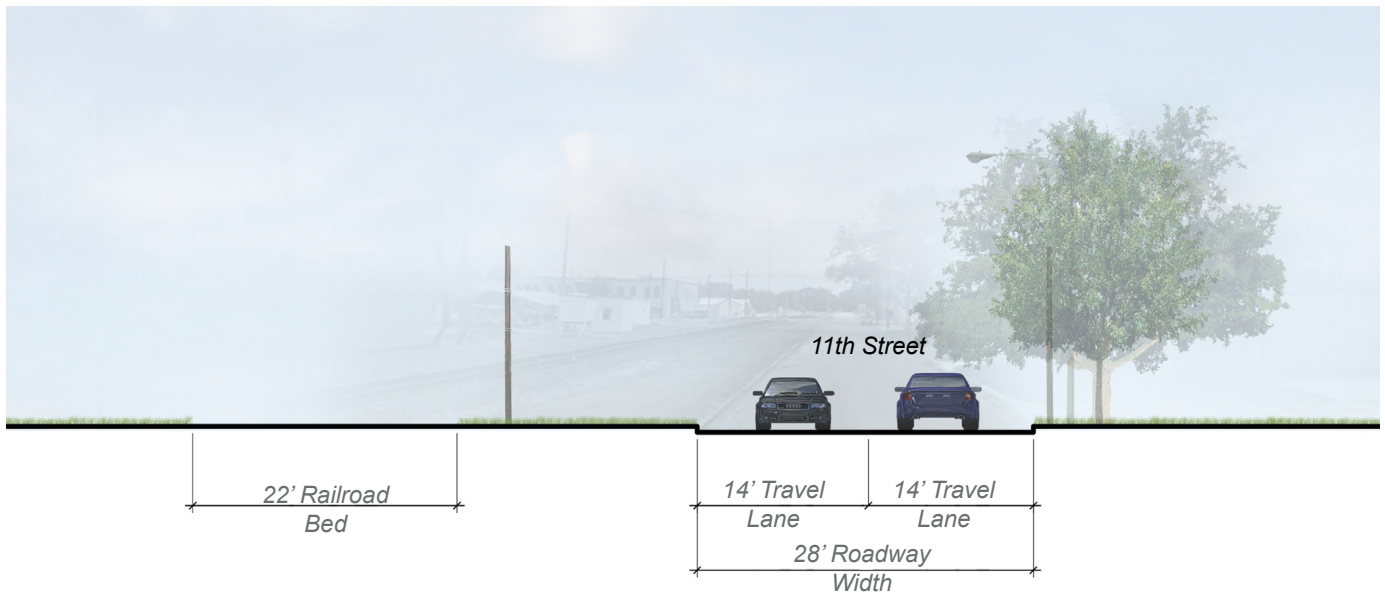 11th Street
22’ Railroad
Bed
14’ Travel
Lane
14’ Travel
Lane
28’ Roadway
Width